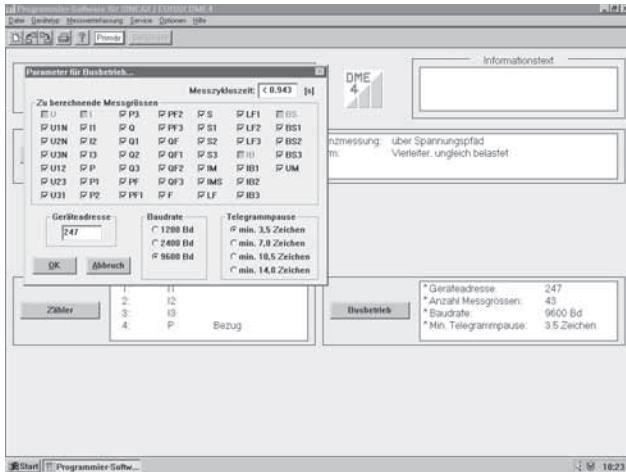 Programmier-Software für SINEAX / EURAX DME4
Datei Gerätetyp Messwerterfassung Service Optionen Hilfe
Primär
Informationstext
DME
4
Parameter für Busbetrieb...
Messzykluszeit: < 0.943 [s]
Zu berechnende Messgrössen
U I P3 PF2 S LF1 BS
U1N I1 Q PF3 S1 LF2 BS1
U2N I2 Q1 QF S2 LF3 BS2
U3N I3 Q2 QF1 S3 BS3
U12 P Q3 QF2 IM IB1 UM
U23 P1 PF QF3 IMS IB2
U31 P2 PF1 F LF IB3
Geräteadresse
247
Baudrate
1200 Bd
2400 Bd
9600 Bd
Telegrammpause
min. 3,5 Zeichen
min. 7,0 Zeichen
min. 10,5 Zeichen
min. 14,0 Zeichen
OK Abbruch
nzmessung: über Spannungspfad
m: Vierleiter, ungleich belastet
Zähler
1: I1
2: I2
3: I3
4: P Bezug
Busbetrieb
* Geräteadresse: 247
* Anzahl Messgrössen: 43
* Baudrate: 9600 Bd
* Min. Telegrammpause: 3.5 Zeichen
Start Programmier-Softw... 10:23